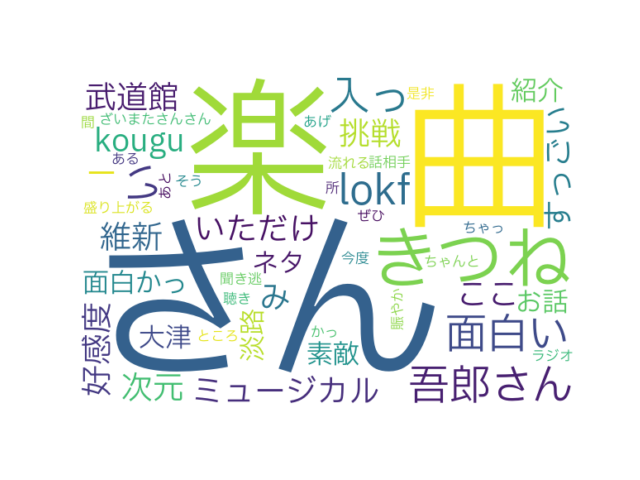 武道館
楽
入っ
是非
紹介
曲
間
ざいまたさんさん
あげ
kougu
挑戦
ある
一
い
あと
そう
流れる
話相手
lokf
所
盛り上がる
いただけ
ぜひ
ちゃっ
すっごい
維新
さん
きつね
ネタ
今度
ちゃんと
面白かっ
聞き逃
み
ここ
お話
聴き
賑やか
好感度
大津
ところ
淡路
かっ
素敵
面白い
ラジオ
次元
ミュージカル
吾郎さん